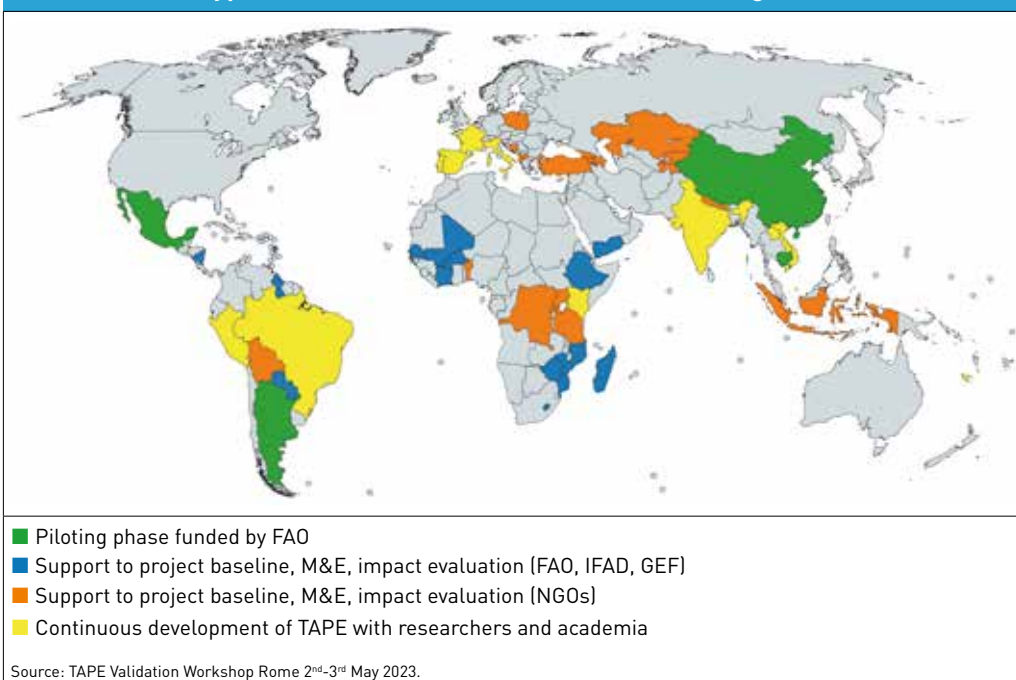 Piloting phase funded by FAO
Support to project baseline, M&E, impact evaluation (FAO, IFAD, GEF)
Support to project baseline, M&E, impact evaluation (NGOs)
Continuous development of TAPE with researchers and academia
Source: TAPE Validation Workshop Rome 2nd-3rd May 2023.